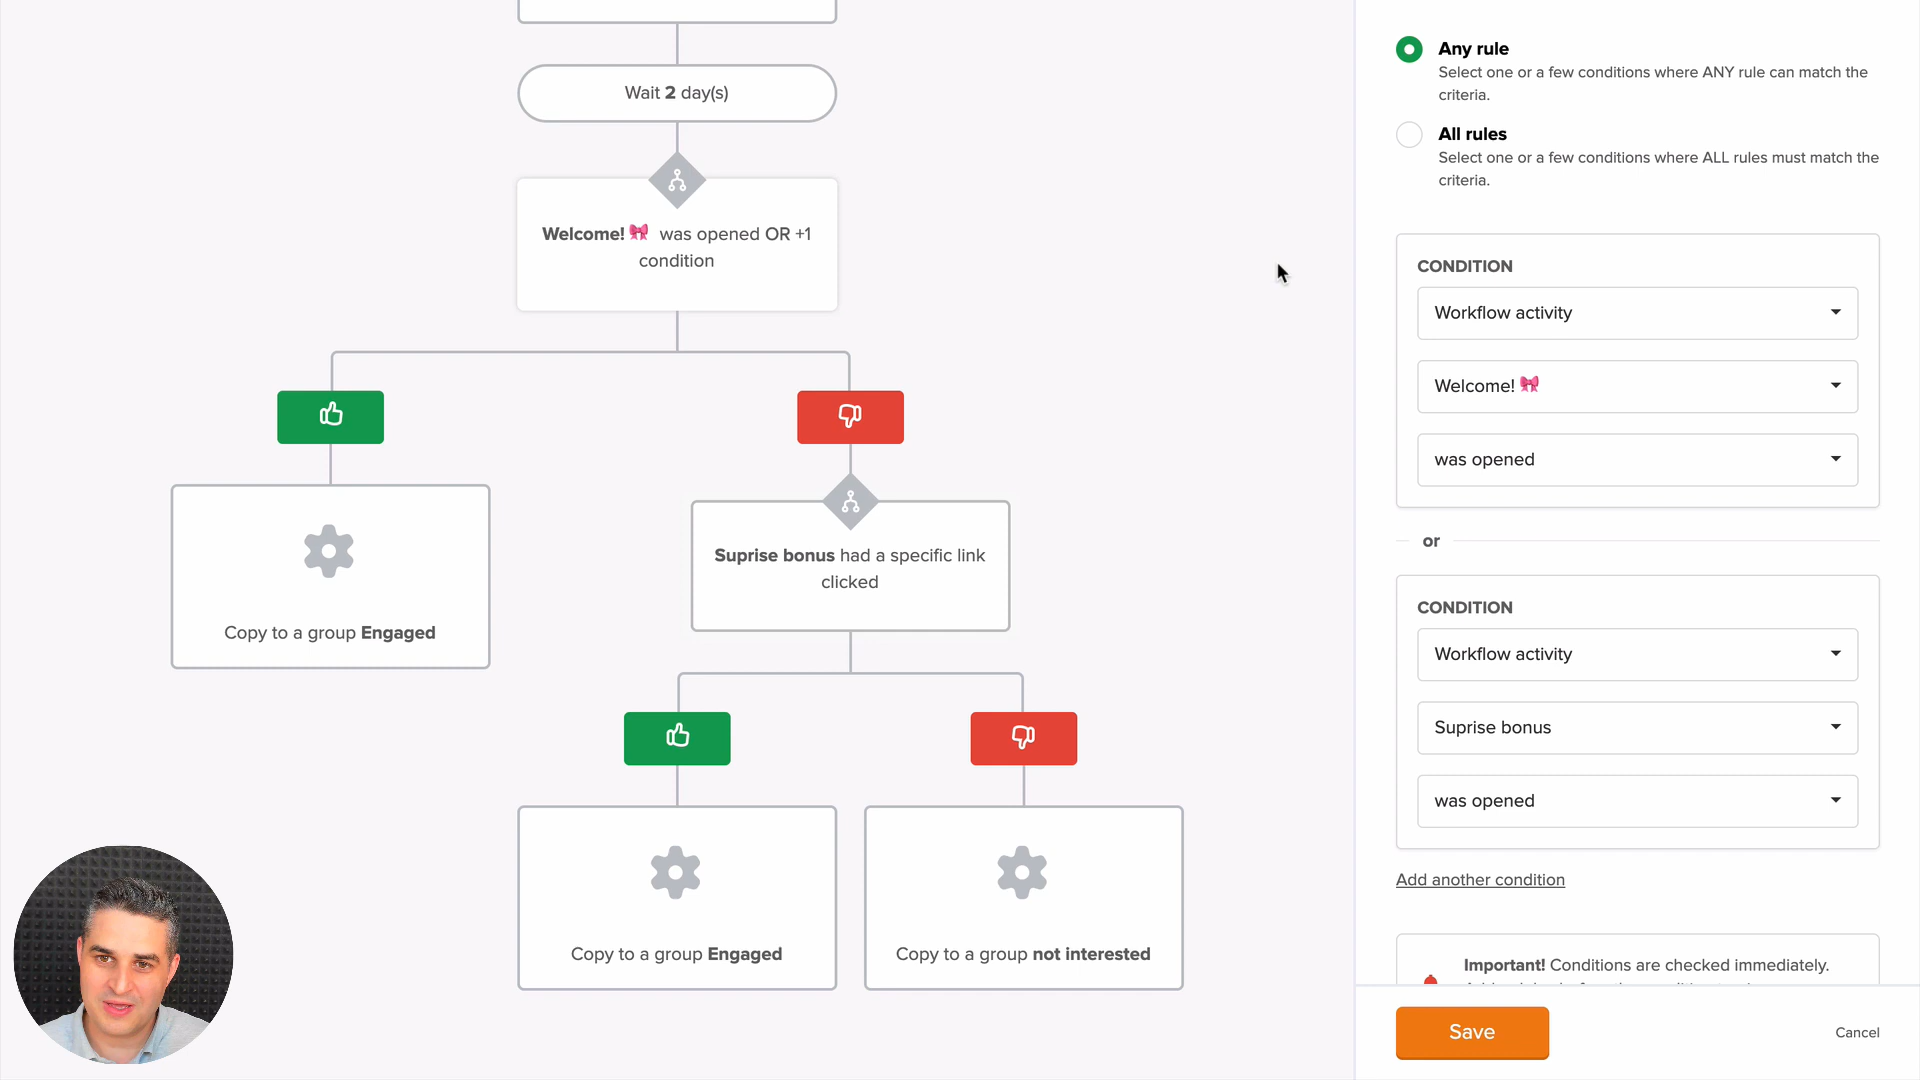 Wait 2 day(s)
Welcome! 🎀 was opened OR +1
condition
Suprise bonus had a specific link
clicked
Copy to a group Engaged
Copy to a group Engaged
Copy to a group not interested
Any rule
Select one or a few conditions where ANY rule can match the
criteria.
All rules
Select one or a few conditions where ALL rules must match the
criteria.
CONDITION
Workflow activity
Welcome! 🎀
was opened
or
CONDITION
Workflow activity
Suprise bonus
was opened
Add another condition
Important! Conditions are checked immediately.
Save
Cancel